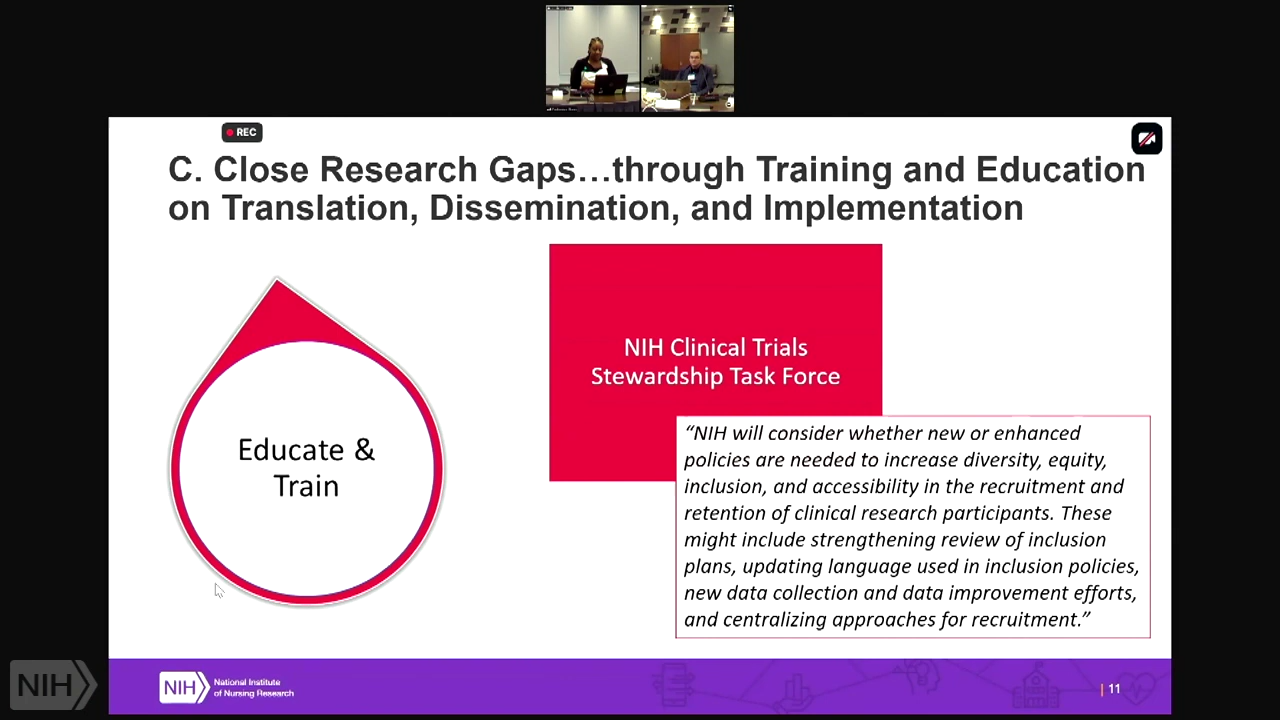 REC
C. Close Research Gaps…through Training and Education
on Translation, Dissemination, and Implementation
Educate &
Train
NIH Clinical Trials
Stewardship Task Force
“NIH will consider whether new or enhanced
policies are needed to increase diversity, equity,
inclusion, and accessibility in the recruitment and
retention of clinical research participants. These
might include strengthening review of inclusion
plans, updating language used in inclusion policies,
new data collection and data improvement efforts,
and centralizing approaches for recruitment.”
NIH
NIH
National Institute
of Nursing Research
| 11